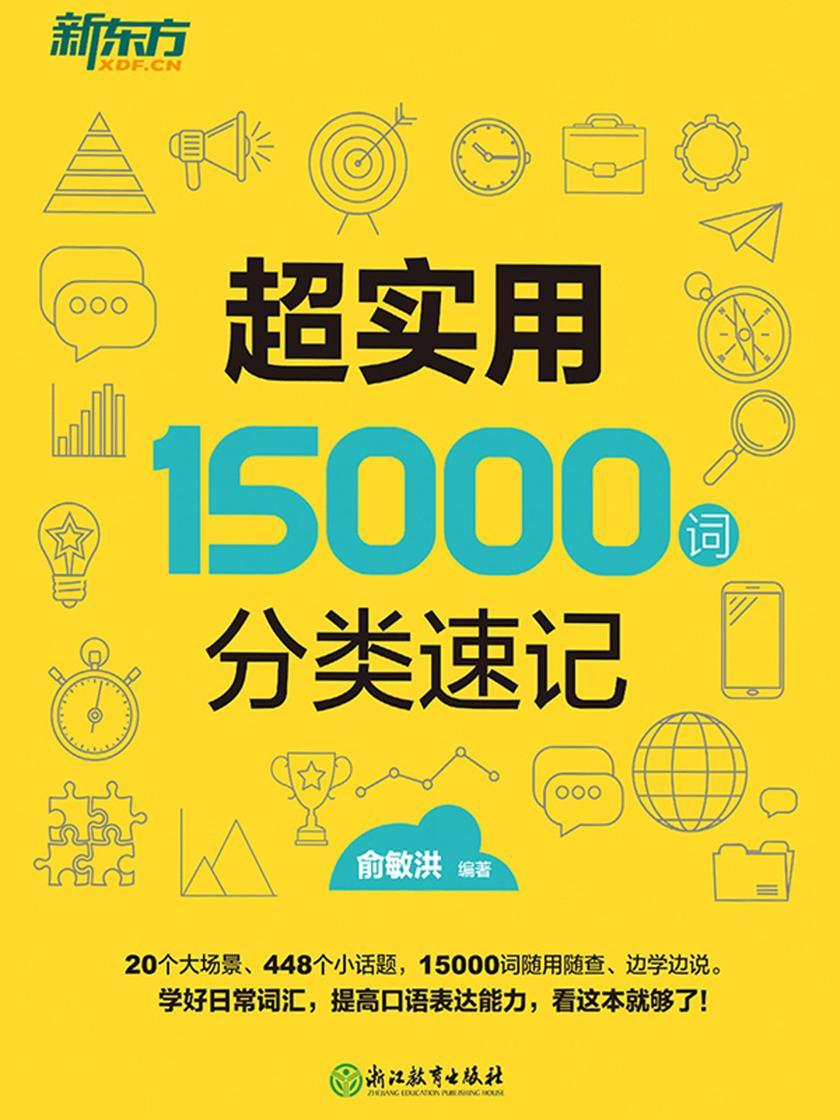 新东方
XDF.CN
超实用
15000词
分类速记
俞敏洪 编著
20个大场景、448个小话题，15000词随用随查、边学边说。
学好日常词汇，提高口语表达能力，看这本就够了！
浙江教育出版社
ZHEJIANG EDUCATION PUBLISHING HOUSE